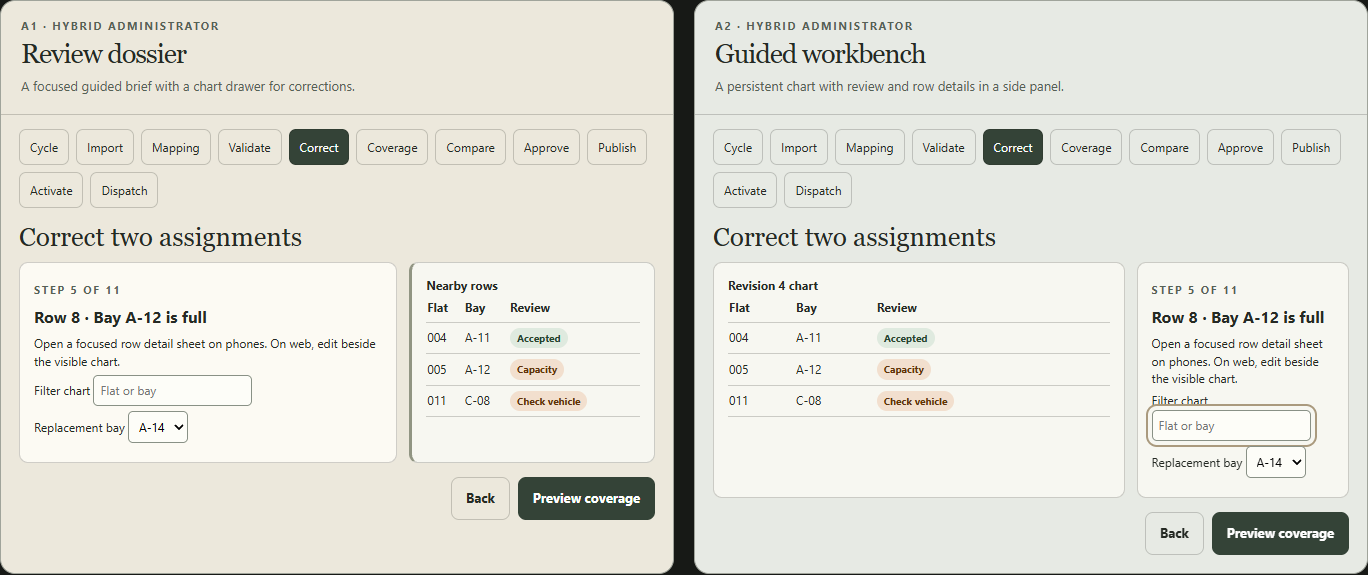 A1 · HYBRID ADMINISTRATOR
Review dossier
A focused guided brief with a chart drawer for corrections.
Cycle Import Mapping Validate Correct Coverage Compare Approve Publish
Activate Dispatch
Correct two assignments
STEP 5 OF 11
Row 8 · Bay A-12 is full
Open a focused row detail sheet on phones. On web, edit beside
the visible chart.
Filter chart Flat or bay
Replacement bay A-14
Nearby rows
Flat Bay Review
004 A-11 Accepted
005 A-12 Capacity
011 C-08 Check vehicle
Back Preview coverage
A2 · HYBRID ADMINISTRATOR
Guided workbench
A persistent chart with review and row details in a side panel.
Cycle Import Mapping Validate Correct Coverage Compare Approve Publish
Activate Dispatch
Correct two assignments
Revision 4 chart
Flat Bay Review
004 A-11 Accepted
005 A-12 Capacity
011 C-08 Check vehicle
STEP 5 OF 11
Row 8 · Bay A-12 is full
Open a focused row detail sheet
on phones. On web, edit beside
the visible chart.
Filter chart
Flat or bay
Replacement bay A-14
Back Preview coverage